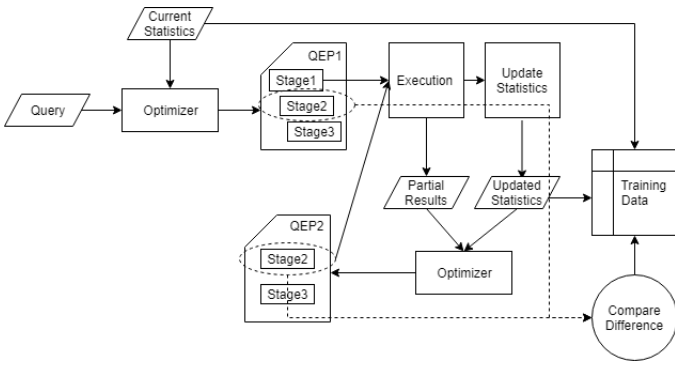 Current
Statistics
QEP1
Stage1
Stage2
Stage3
Execution
Update
Statistics
Query
Optimizer
Partial
Results
Updated
Statistics
Training
Data
QEP2
Stage2
Stage3
Optimizer
Compare
Difference